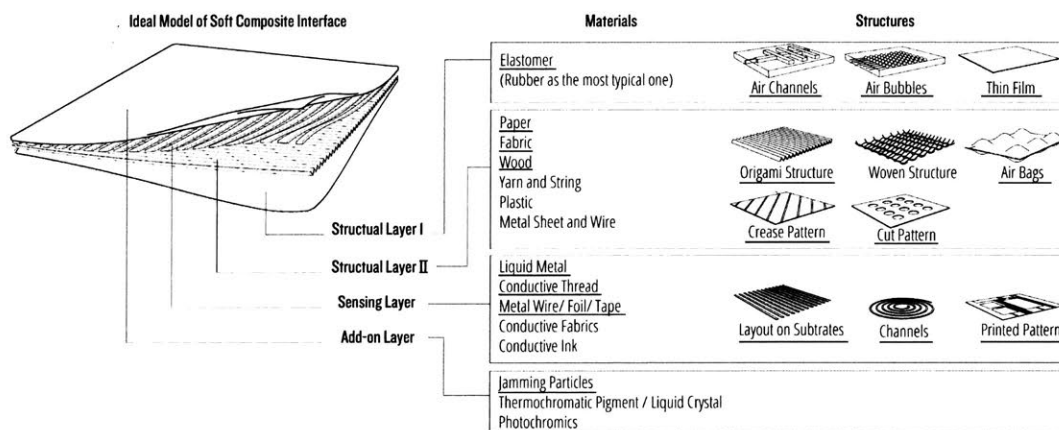 Ideal Model of Soft Composite Interface
Materials
Structures
Elastomer
(Rubber as the most typical one)
Air Channels
Air Bubbles
Thin Film
Paper
Fabric
Wood
Yarn and String
Plastic
Metal Sheet and Wire
Origami Structure
Woven Structure
Air Bags
Crease Pattern
Cut Pattern
Structual Layer I
Structual Layer II
Sensing Layer
Add-on Layer
Liquid Metal
Conductive Thread
Metal Wire/ Foil/ Tape
Conductive Fabrics
Conductive Ink
Layout on Subtrates
Channels
Printed Pattern
Jamming Particles
Thermochromatic Pigment / Liquid Crystal
Photochromics